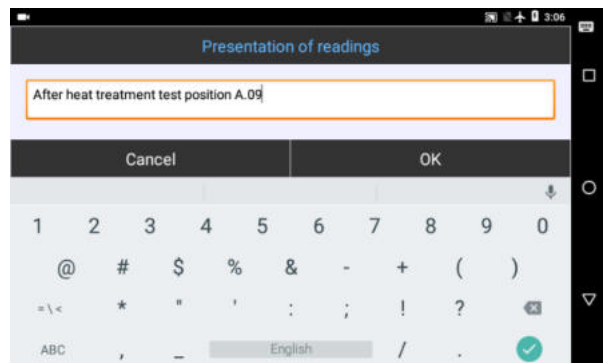 3:06
Presentation of readings
After heat treatment test position A.09
Cancel OK
1 2 3 4 5 6 7 8 9 0
@ # $ % & - + ( )
= \ < * " ' : ; ! ?
ABC , _ English / .